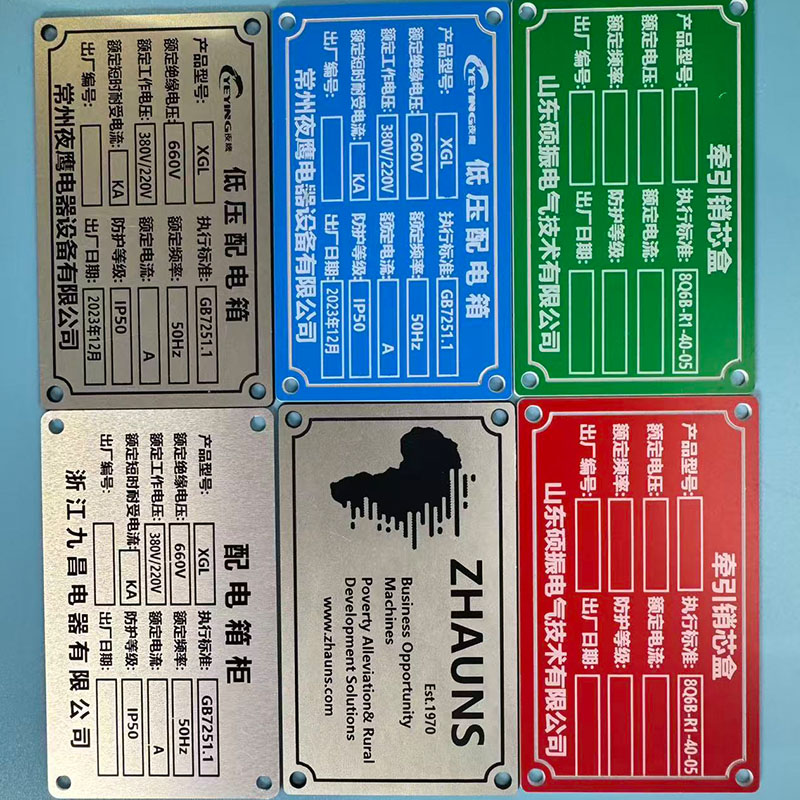 YEYING夜鹰 低压配电箱
产品型号: XGL 执行标准: GB7251.1
额定绝缘电压: 660V 额定频率: 50Hz
额定工作电压: 380V/220V 额定电流: A
额定短时耐受电流: KA 防护等级: IP50
出厂编号: 出厂日期: 2023年12月
常州夜鹰电器设备有限公司
YEYING夜鹰 低压配电箱
产品型号: XGL 执行标准: GB7251.1
额定绝缘电压: 660V 额定频率: 50Hz
额定工作电压: 380V/220V 额定电流: A
额定短时耐受电流: KA 防护等级: IP50
出厂编号: 出厂日期: 2023年12月
常州夜鹰电器设备有限公司
牵引销芯盒
产品型号: 执行标准: 8Q6B-R1-40-05
额定电压: 额定电流:
额定频率: 防护等级:
出厂编号: 出厂日期:
山东硕振电气技术有限公司
配电箱柜
产品型号: XGL 执行标准: GB7251.1
额定绝缘电压: 660V 额定频率: 50Hz
额定工作电压: 380V/220V 额定电流: A
额定短时耐受电流: KA 防护等级: IP50
出厂编号: 出厂日期:
浙江九昌电器有限公司
ZHAUNS
Est.1970
Business Opportunity
Machines
Poverty Alleviation& Rural
Development Solutions
www.zhauns.com
牵引销芯盒
产品型号: 执行标准: 8Q6B-R1-40-05
额定电压: 额定电流:
额定频率: 防护等级:
出厂编号: 出厂日期:
山东硕振电气技术有限公司